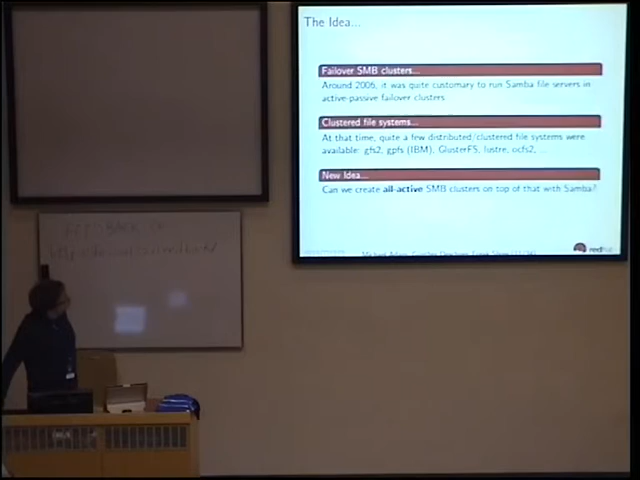 The Idea...
Failover SMB clusters...
Around 2006, it was quite customary to run Samba file servers in
active-passive failover clusters.
Clustered file systems...
At that time, quite a few distributed/clustered file systems were
available: gfs2, gpfs (IBM), GlusterFS, lustre, ocfs2, ...
New Idea...
Can we create all-active SMB clusters on top of that with Samba?
Michael Adam
redhat